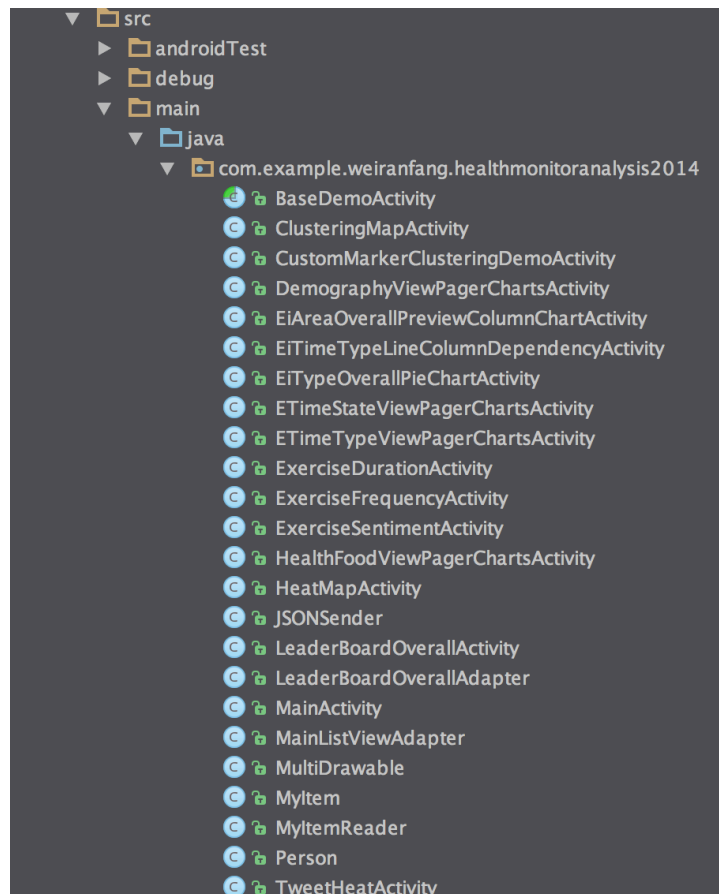 src
androidTest
debug
main
java
com.example.weiranfang.healthmonitoranalysis2014
BaseDemoActivity
ClusteringMapActivity
CustomMarkerClusteringDemoActivity
DemographyViewPagerChartsActivity
EiAreaOverallPreviewColumnChartActivity
EiTimeTypeLineColumnDependencyActivity
EiTypeOverallPieChartActivity
ETimeStateViewPagerChartsActivity
ETimeTypeViewPagerChartsActivity
ExerciseDurationActivity
ExerciseFrequencyActivity
ExerciseSentimentActivity
HealthFoodViewPagerChartsActivity
HeatMapActivity
JSONSender
LeaderBoardOverallActivity
LeaderBoardOverallAdapter
MainActivity
MainListViewAdapter
MultiDrawable
MyItem
MyItemReader
Person
TweetHeatActivity